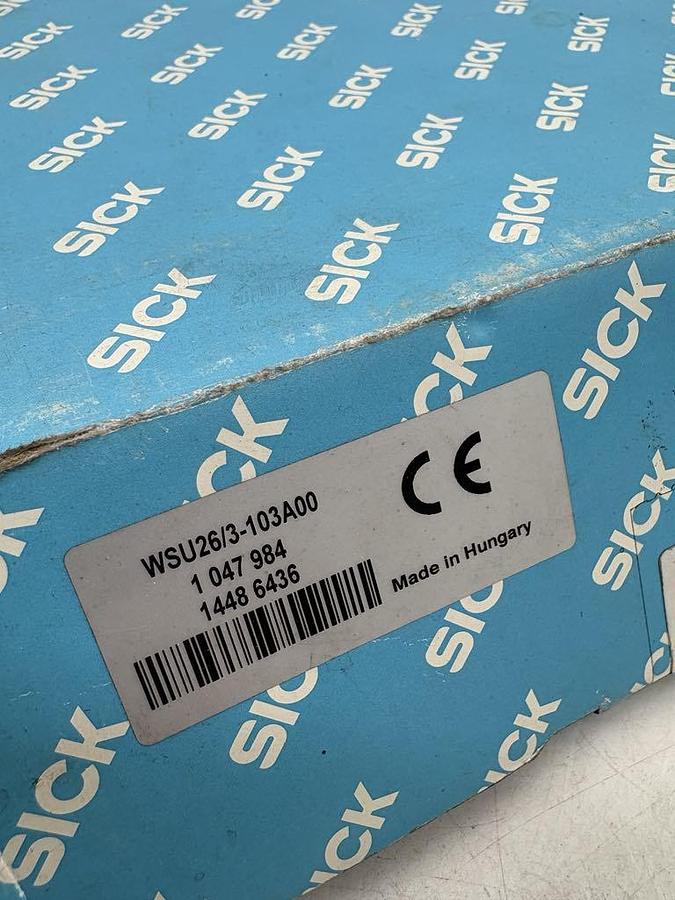 SICK
WSU26/3-103A00
1 047 984
1448 6436
CE
Made in Hungary